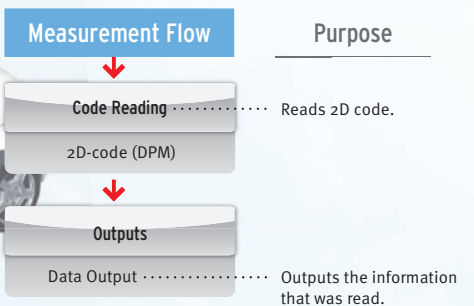 Measurement Flow
Purpose
Code Reading
Reads 2D code.
2D-code (DPM)
Outputs
Data Output
Outputs the information
that was read.